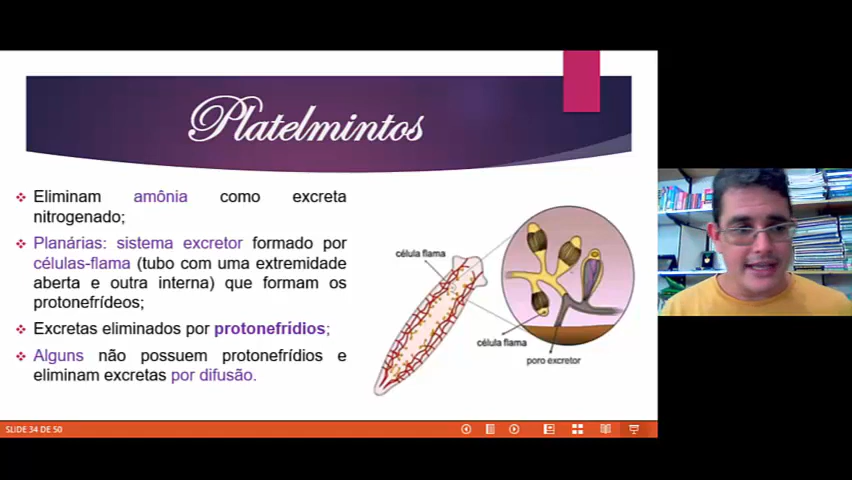 Platelmintos
Eliminam amônia como excreta
nitrogenado;
Planárias: sistema excretor formado por
células-flama (tubo com uma extremidade
aberta e outra interna) que formam os
protonefrídeos;
Excretas eliminados por protonefrídios;
Alguns não possuem protonefrídios e
eliminam excretas por difusão.
célula flama
célula flama
poro excretor
SLIDE 34 DE 50